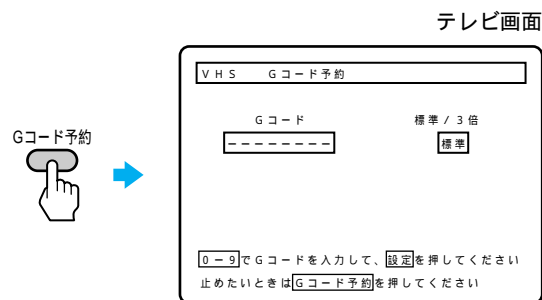 テレビ画面
VHS Gコード予約
Gコード予約
Gコード 標準/3倍
−−−−−−−− 標準
0−9でGコードを入力して、設定を押してください
止めたいときはGコード予約を押してください